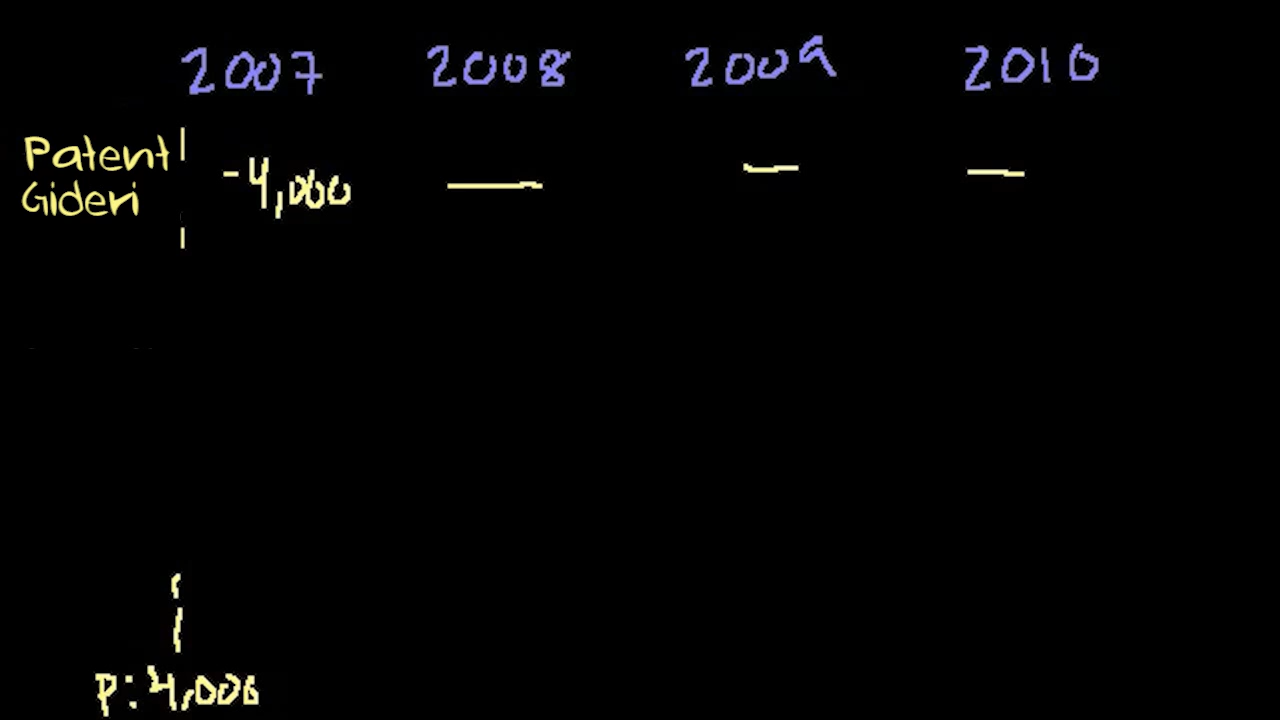 2007 2008 2009 2010
Patent -4,000 — — —
Gideri
P: 4,000